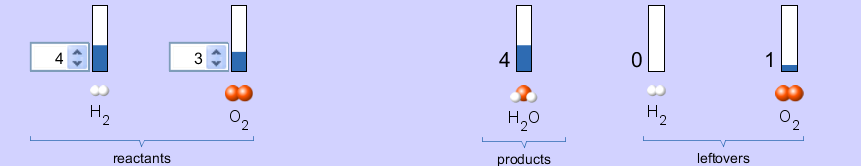 4 3 4 0 1
H₂ O₂ H₂O H₂ O₂
reactants products leftovers